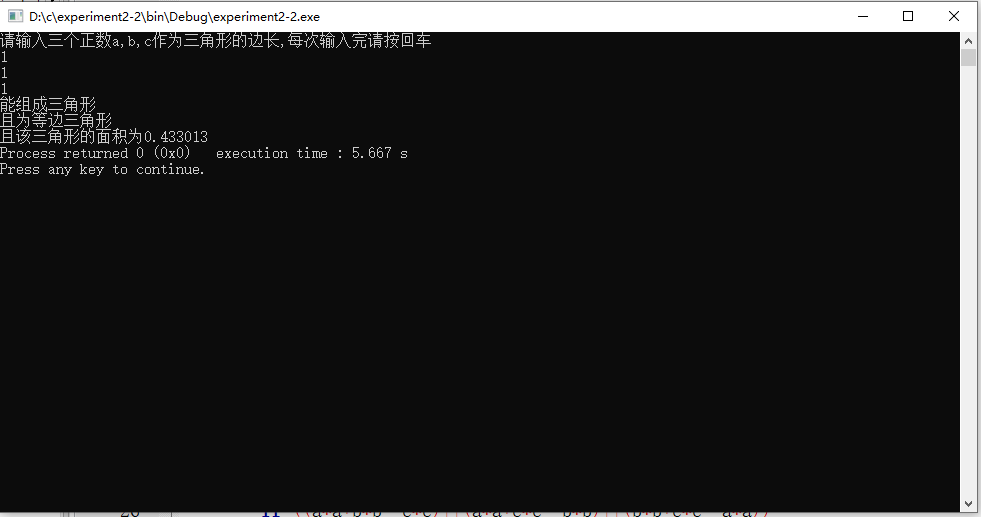 D:\c\experiment2-2\bin\Debug\experiment2-2.exe
请输入三个正数a,b,c作为三角形的边长,每次输入完请按回车
1
1
1
能组成三角形
且为等边三角形
且该三角形的面积为0.433013
Process returned 0 (0x0)   execution time : 5.667 s
Press any key to continue.